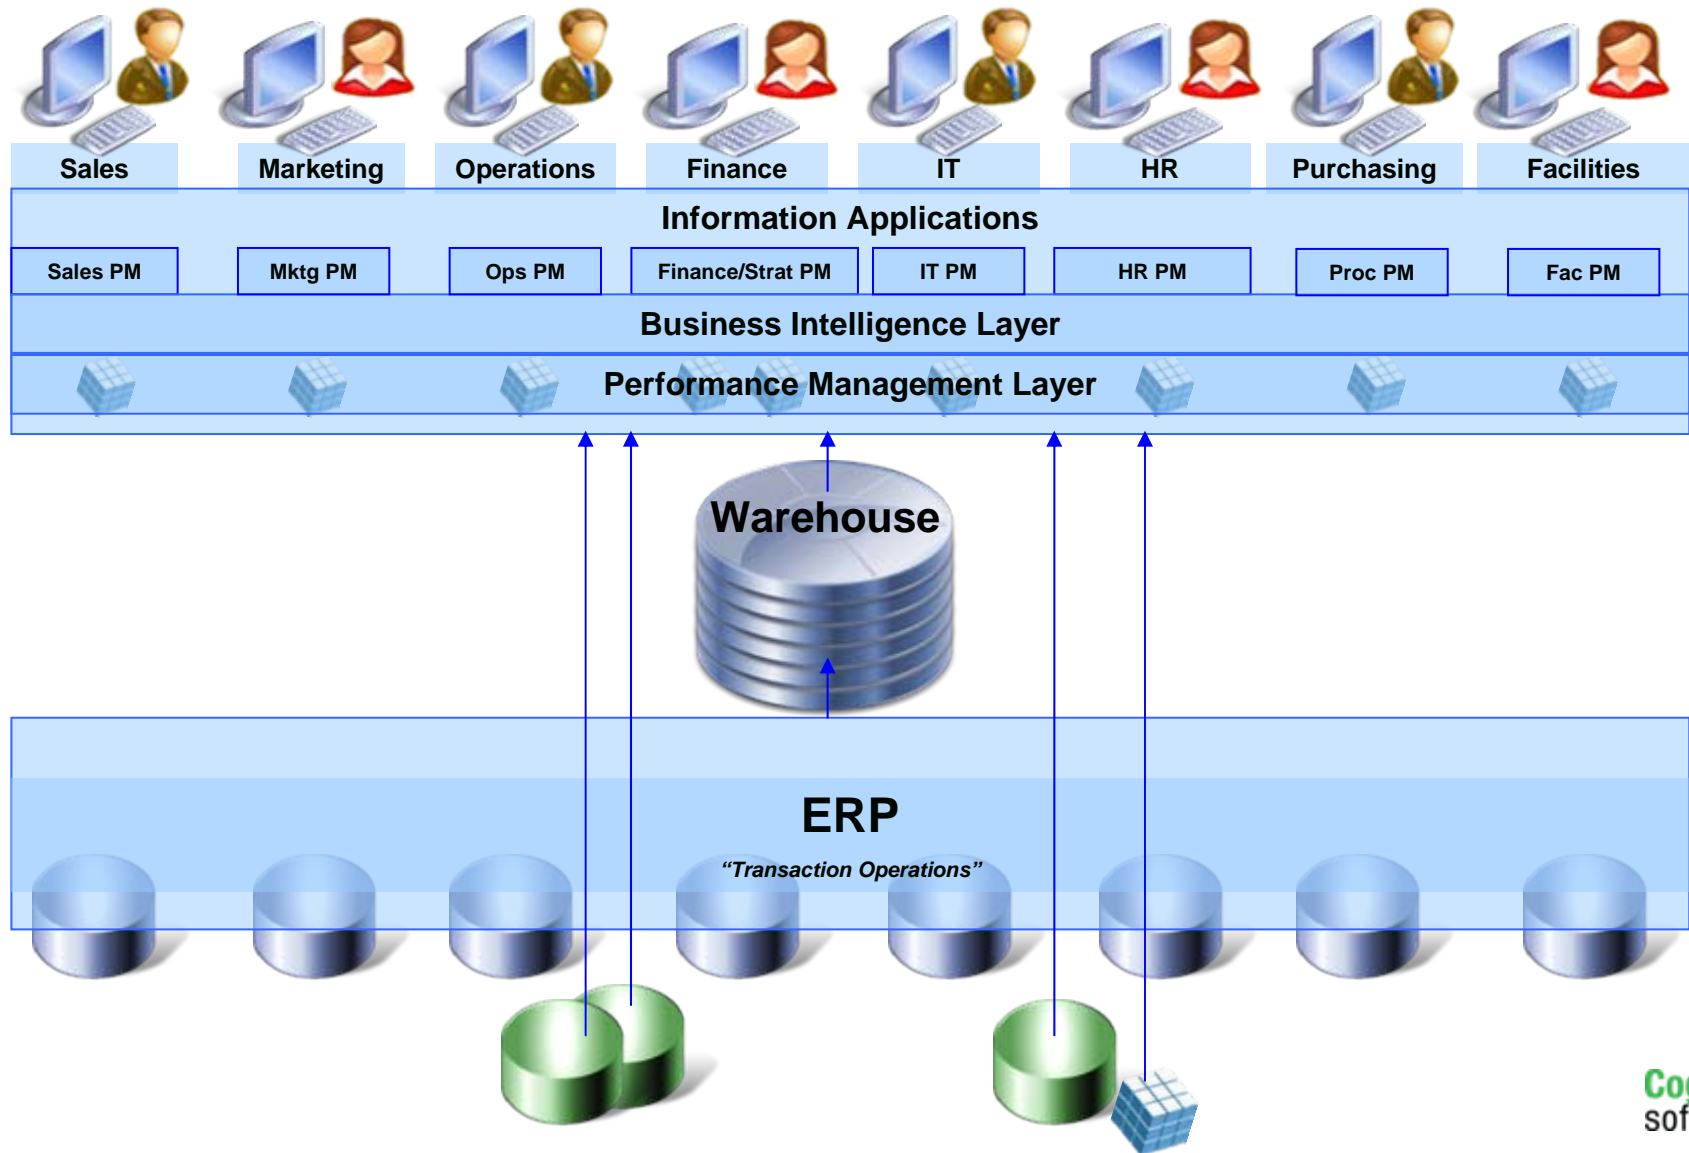 Sales
Marketing
Operations
Finance
IT
HR
Purchasing
Facilities
Information Applications
Sales PM
Mktg PM
Ops PM
Finance/Strat PM
IT PM
HR PM
Proc PM
Fac PM
Business Intelligence Layer
Performance Management Layer
Warehouse
ERP
“Transaction Operations”